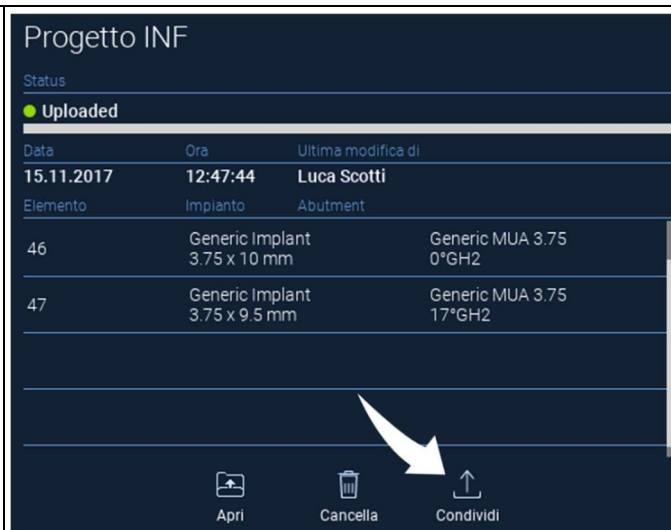 Progetto INF
Status
Uploaded
Data Ora Ultima modifica di
15.11.2017 12:47:44 Luca Scotti
Elemento Impianto Abutment
46 Generic Implant Generic MUA 3.75
3.75 x 10 mm 0°GH2
47 Generic Implant Generic MUA 3.75
3.75 x 9.5 mm 17°GH2
Apri Cancella Condividi